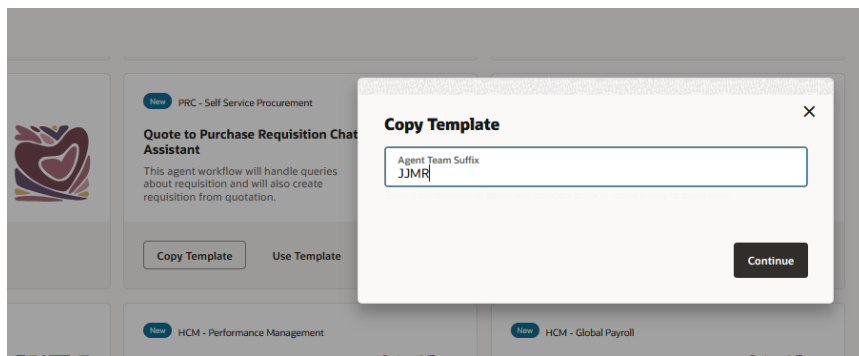 New PRC - Self Service Procurement
Quote to Purchase Requisition Chat
Assistant
This agent workflow will handle queries
about requisition and will also create
requisition from quotation.
Copy Template Use Template
Copy Template
Agent Team Suffix
JJMR
Continue
New HCM - Performance Management
New HCM - Global Payroll